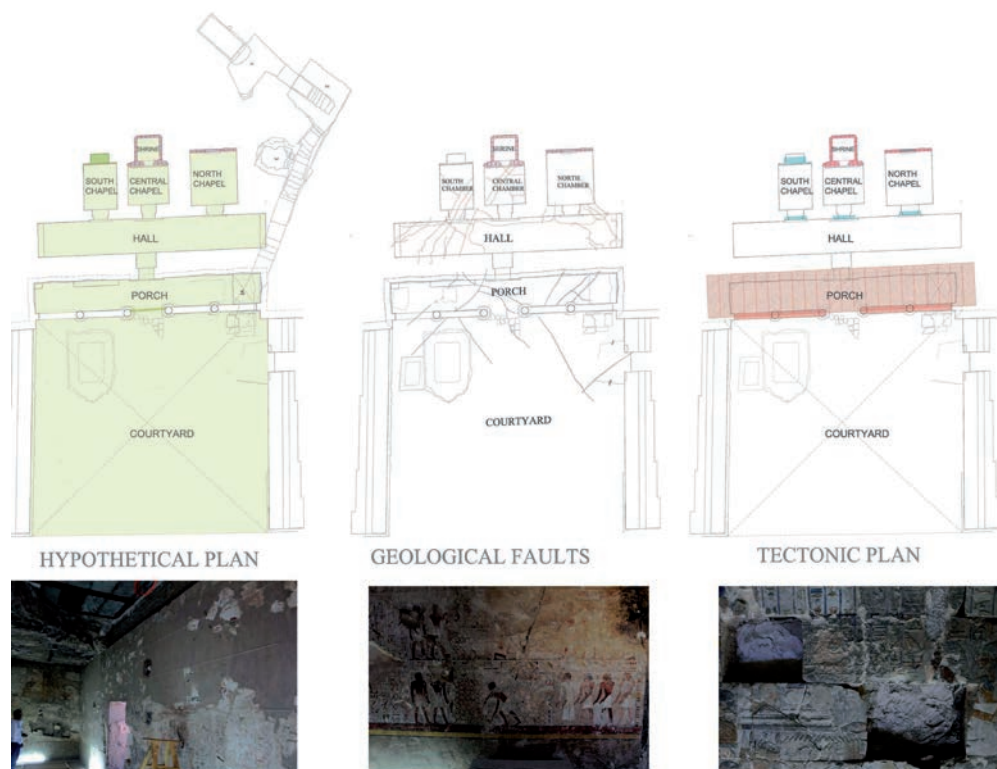 SHRINE
SOUTH
CHAPEL
CENTRAL
CHAPEL
NORTH
CHAPEL
HALL
PORCH
COURTYARD
HYPOTHETICAL PLAN
SHRINE
SOUTH
CHAMBER
CENTRAL
CHAMBER
NORTH
CHAMBER
HALL
PORCH
COURTYARD
GEOLOGICAL FAULTS
SHRINE
SOUTH
CHAPEL
CENTRAL
CHAPEL
NORTH
CHAPEL
HALL
PORCH
COURTYARD
TECTONIC PLAN